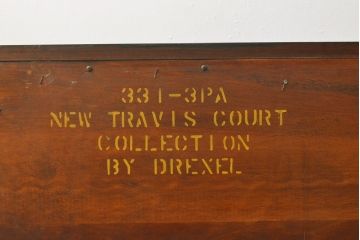 331-3PA
NEW TRAVIS COURT
COLLECTION
BY DREXEL